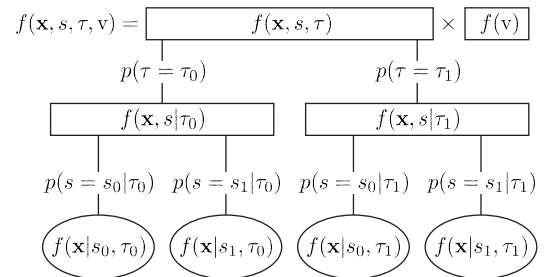 f(x, s, τ, v) = f(x, s, τ) × f(v)
p(τ = τ₀) p(τ = τ₁)
f(x, s|τ₀) f(x, s|τ₁)
p(s = s₀|τ₀) p(s = s₁|τ₀) p(s = s₀|τ₁) p(s = s₁|τ₁)
f(x|s₀, τ₀) f(x|s₁, τ₀) f(x|s₀, τ₁) f(x|s₁, τ₁)